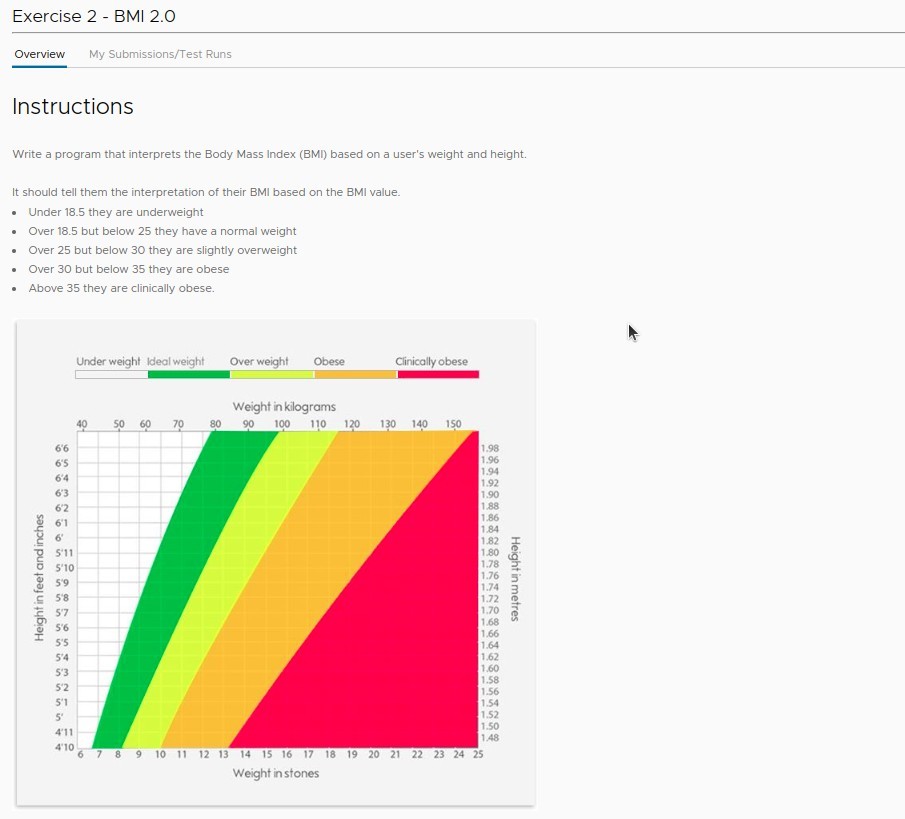 Exercise 2 - BMI 2.0
Overview My Submissions/Test Runs
Instructions
Write a program that interprets the Body Mass Index (BMI) based on a user's weight and height.
It should tell them the interpretation of their BMI based on the BMI value.
• Under 18.5 they are underweight
• Over 18.5 but below 25 they have a normal weight
• Over 25 but below 30 they are slightly overweight
• Over 30 but below 35 they are obese
• Above 35 they are clinically obese.
Under weight Ideal weight Over weight Obese Clinically obese
Weight in kilograms
40 50 60 70 80 90 100 110 120 130 140 150
Height in feet and inches
6'6
6'5
6'4
6'3
6'2
6'1
6'
5'11
5'10
5'9
5'8
5'7
5'6
5'5
5'4
5'3
5'2
5'1
5'
4'11
4'10
1.98
1.96
1.94
1.92
1.90
1.88
1.86
1.84
1.82
1.80
1.78
1.76
1.74
1.72
1.70
1.68
1.66
1.64
1.62
1.60
1.58
1.56
1.54
1.52
1.50
1.48
Height in metres
6 7 8 9 10 11 12 13 14 15 16 17 18 19 20 21 22 23 24 25
Weight in stones